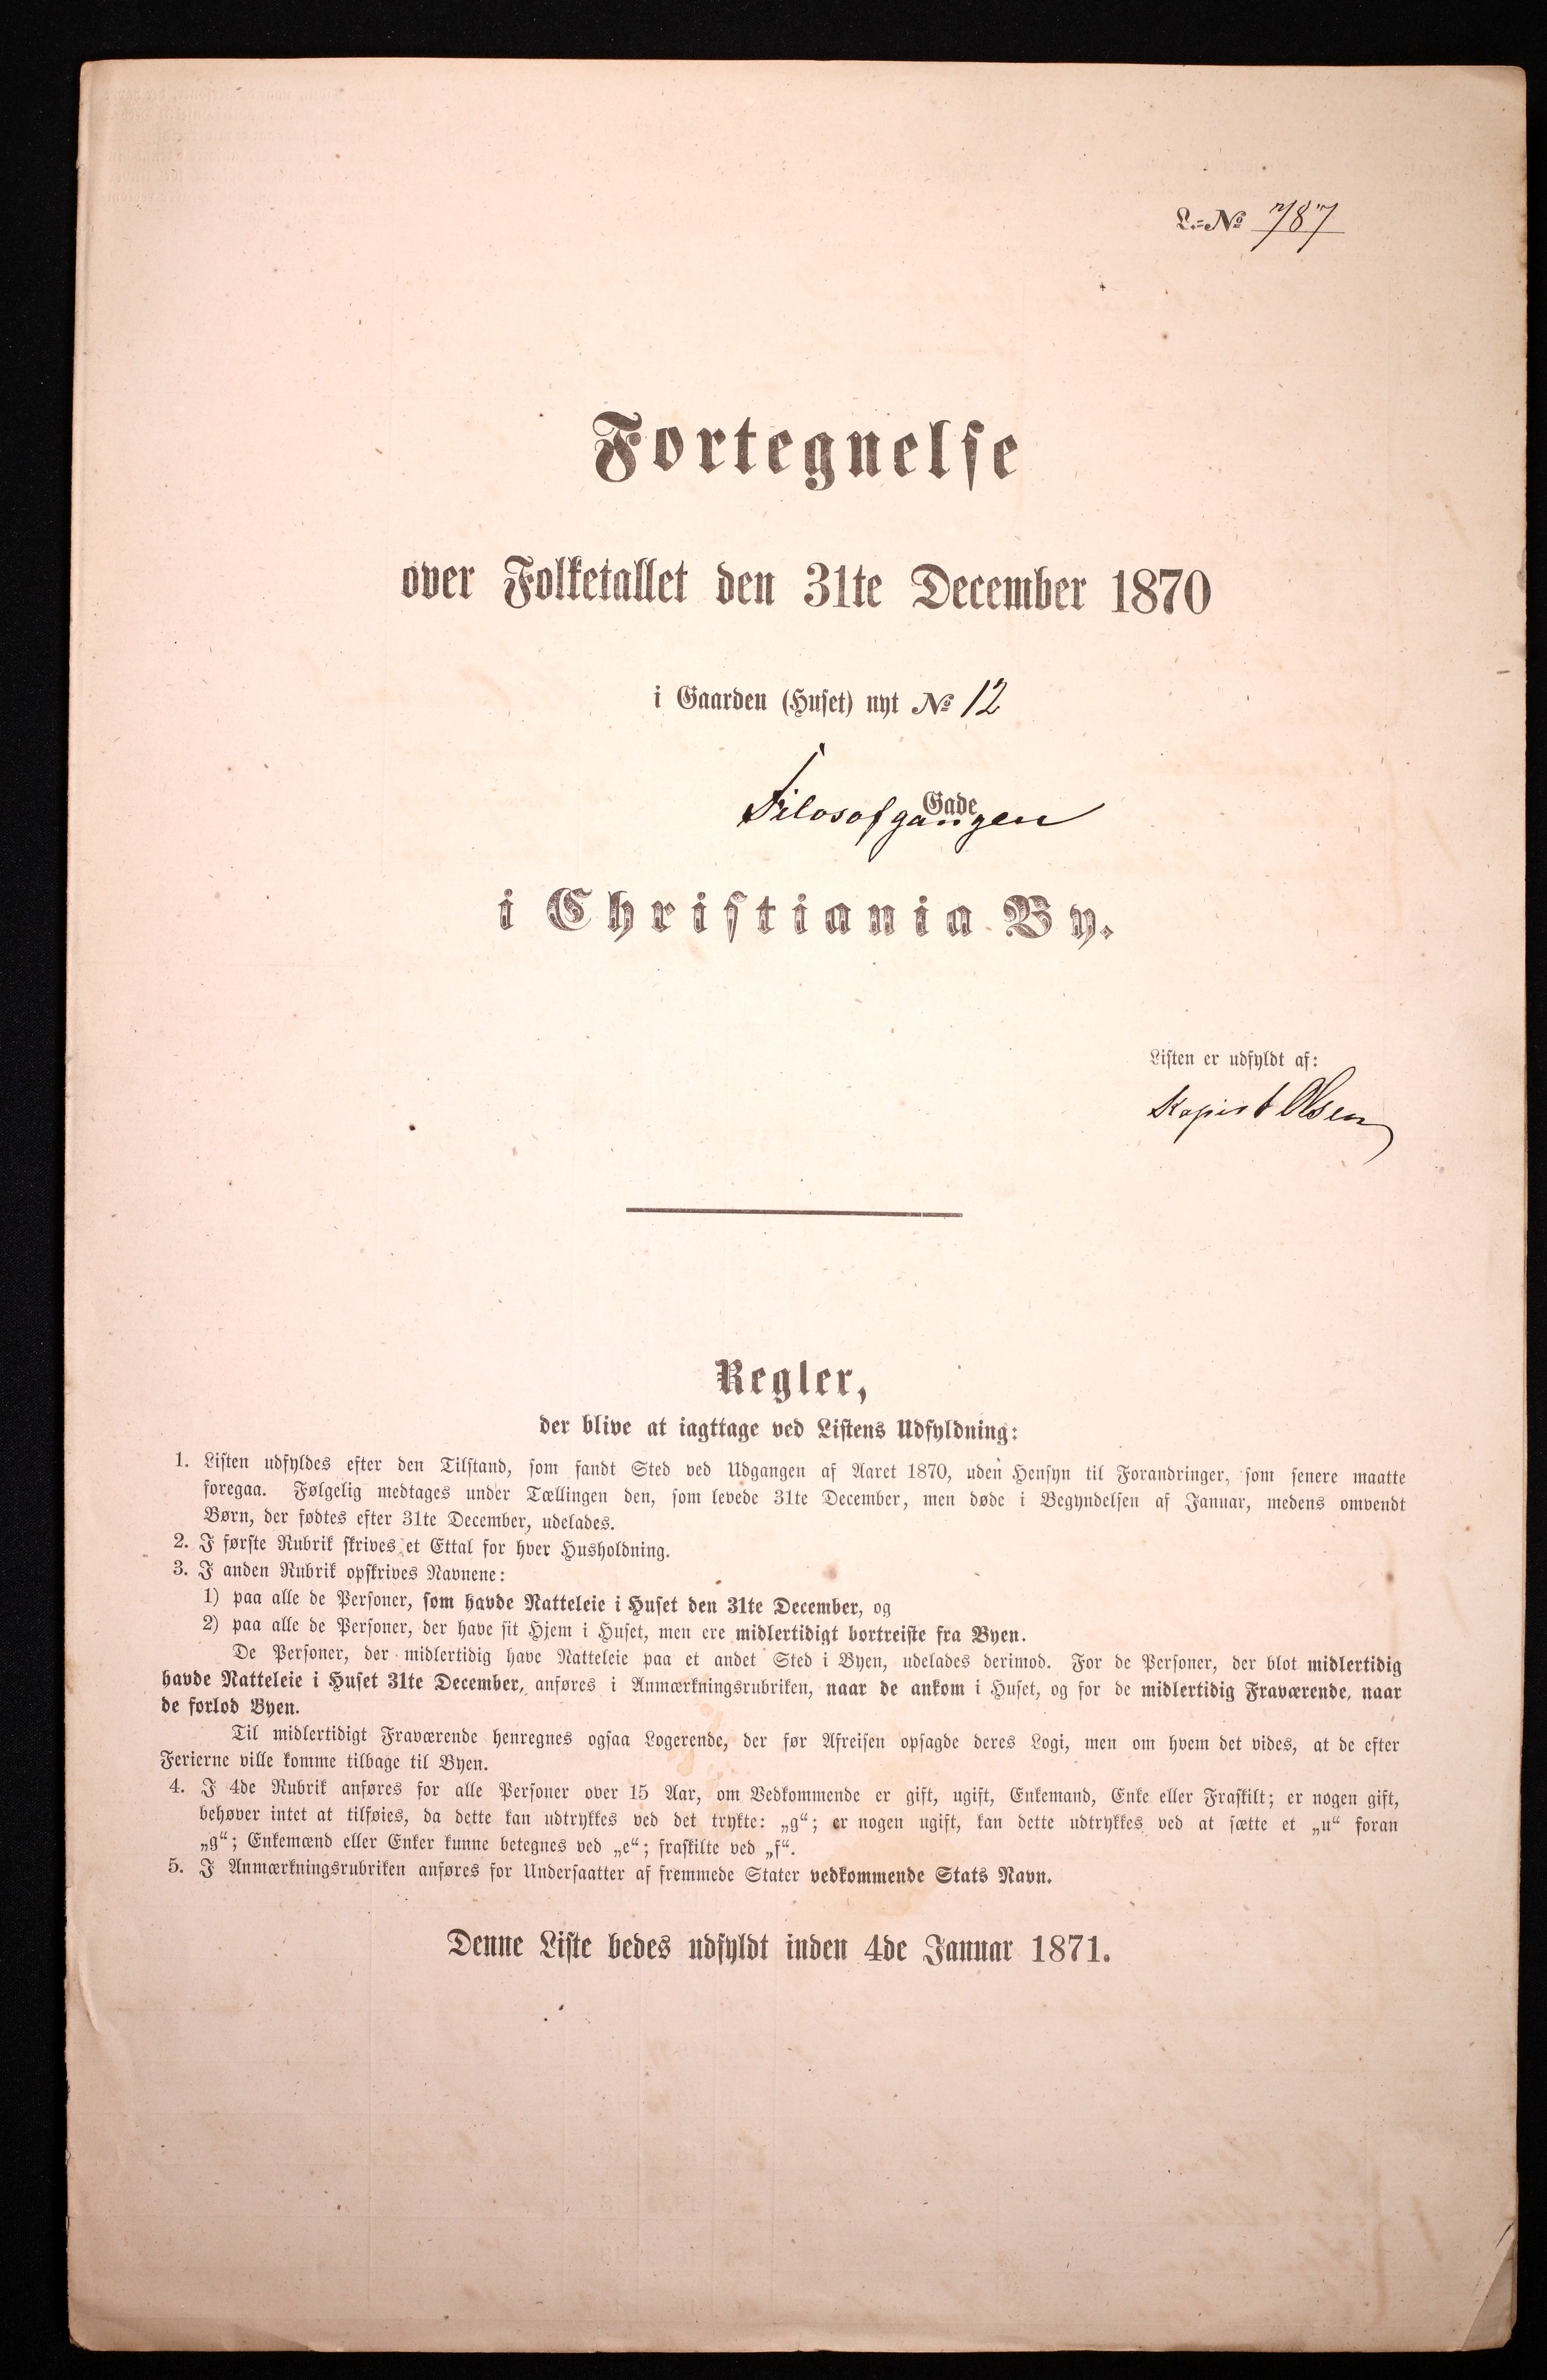 L.=No 787
Fortegnelse
over Folketallet den 31te December 1870
i Gaarden (Huset) nyt No 12
Gade
Filosofgangen
i Christiania By.
Listen er udfyldt af:
Kopist Olsen
Regler,
der blive at iagttage ved Listens Udfyldning:
1. Listen udfyldes efter den Tilstand, som fandt Sted ved Udgangen af Aaret 1870, uden Hensyn til Forandringer, som senere maatte
foregaa. Følgelig medtages under Tællingen den, som levede 31te December, men døde i Begyndelsen af Januar, medens omvendt
Børn, der fødtes efter 31te December, udelades.
2. I første Rubrik skrives et Ettal for hver Husholdning.
3. I anden Rubrik opskrives Navnene:
1) paa alle de Personer, som havde Natteleie i Huset den 31te December, og
2) paa alle de Personer, der have sit Hjem i Huset, men ere midlertidigt bortreiste fra Byen.
De Personer, der midlertidig have Natteleie paa et andet Sted i Byen, udelades derimod. For de Personer, der blot midlertidig
havde Natteleie i Huset 31te December, anføres i Anmærkningsrubriken, naar de ankom i Huset, og for de midlertidig Fraværende, naar
de forlod Byen.
Til midlertidigt Fraværende henregnes ogsaa Logerende, der før Afreisen opsagde deres Logi, men om hvem det vides, at de efter
Ferierne ville komme tilbage til Byen.
4. I 4de Rubrik anføres for alle Personer over 15 Aar, om Vedkommende er gift, ugift, Enkemand, Enke eller Fraskilt; er nogen gift,
behøver intet at tilføies, da dette kan udtrykkes ved det trykte: „g“; er nogen ugift, kan dette udtrykkes ved at sætte et „u“ foran
„g“; Enkemænd eller Enker kunne betegnes ved „e“; fraskilte ved „f“.
5. I Anmærkningsrubriken anføres for Undersaatter af fremmede Stater vedkommende Stats Navn.
Denne Liste bedes udfyldt inden 4de Januar 1871.